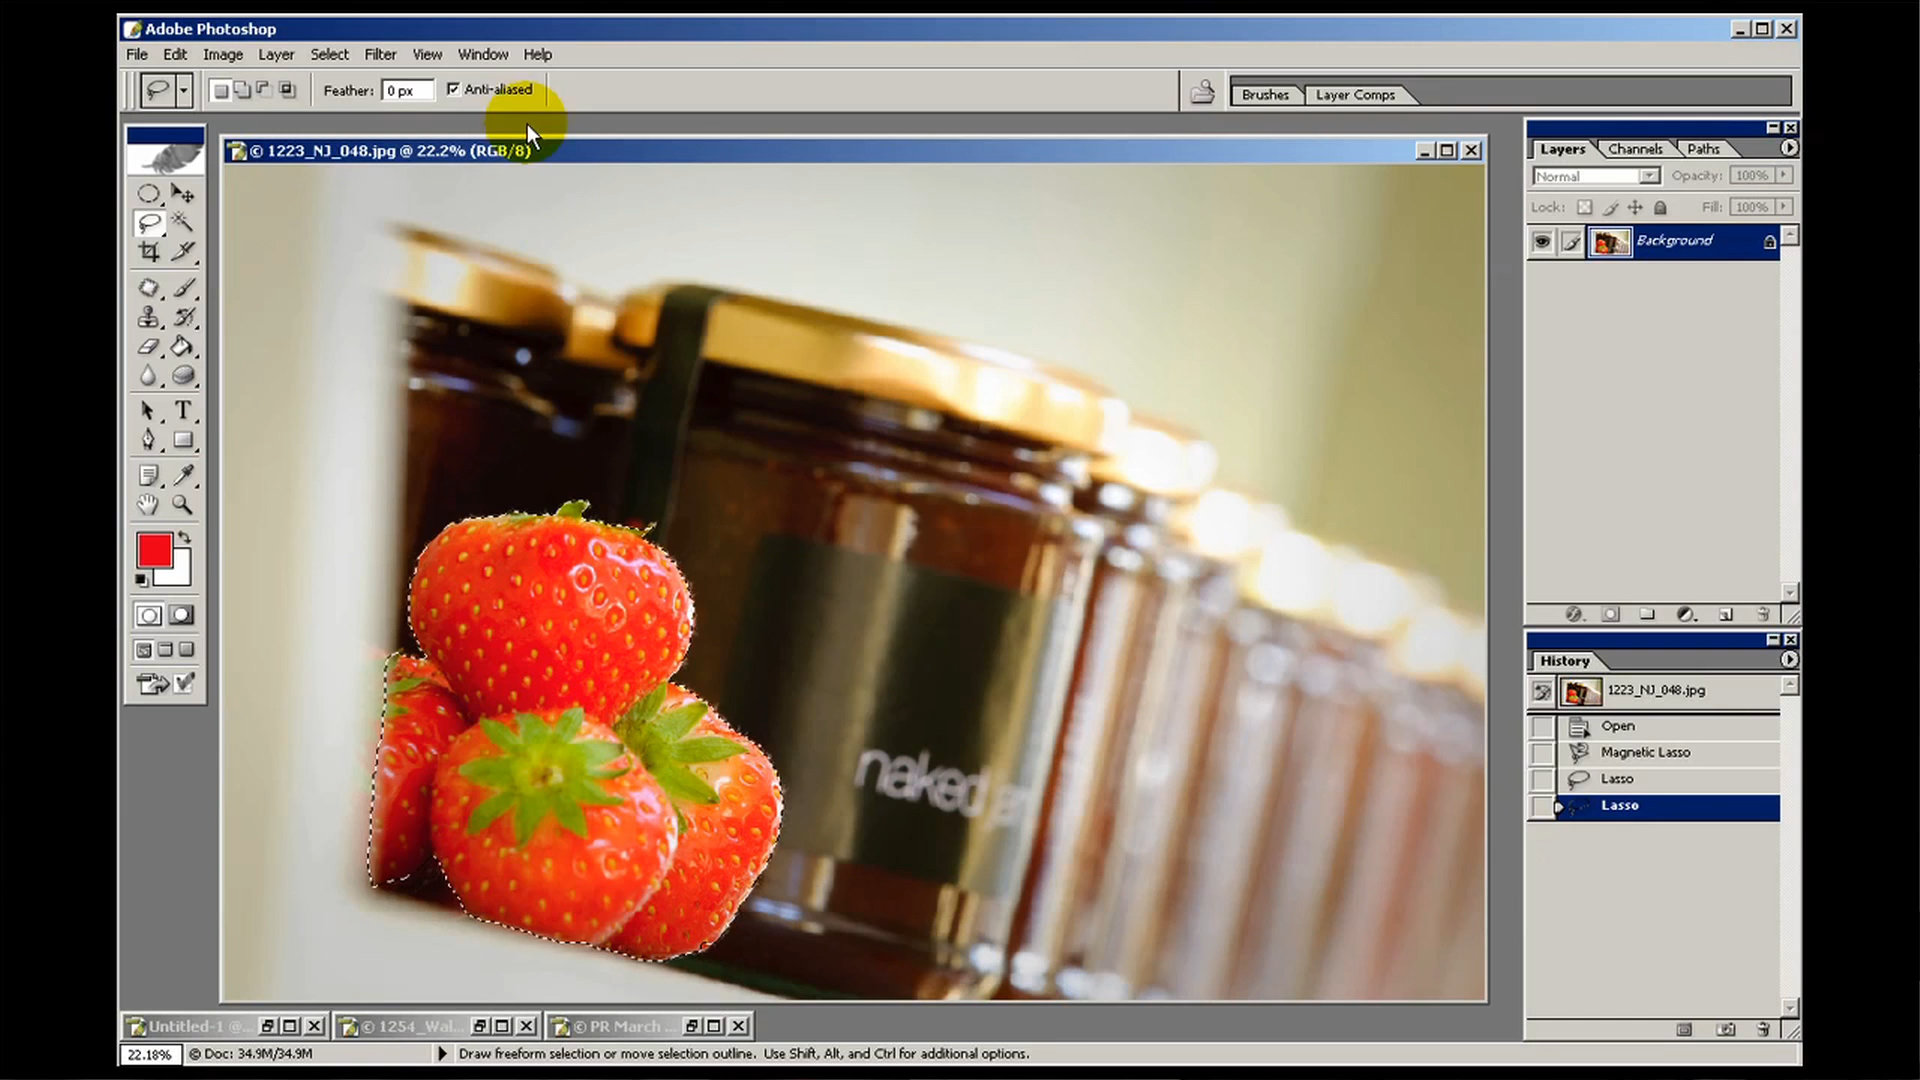 Adobe Photoshop
File Edit Image Layer Select Filter View Window Help
Feather: 0 px Anti-aliased
Brushes Layer Comps
© 1223_NJ_048.jpg @ 22.2% (RGB/8)
Layers Channels Paths
Normal Opacity: 100%
Lock: Fill: 100%
Background
T
History
1223_NJ_048.jpg
Open
Magnetic Lasso
Lasso
Lasso
naked
Untitled-1 @... © 1254_Wal... © PR March ...
22.18% © Doc: 34.9M/34.9M Draw freeform selection or move selection outline. Use Shift, Alt, and Ctrl for additional options.